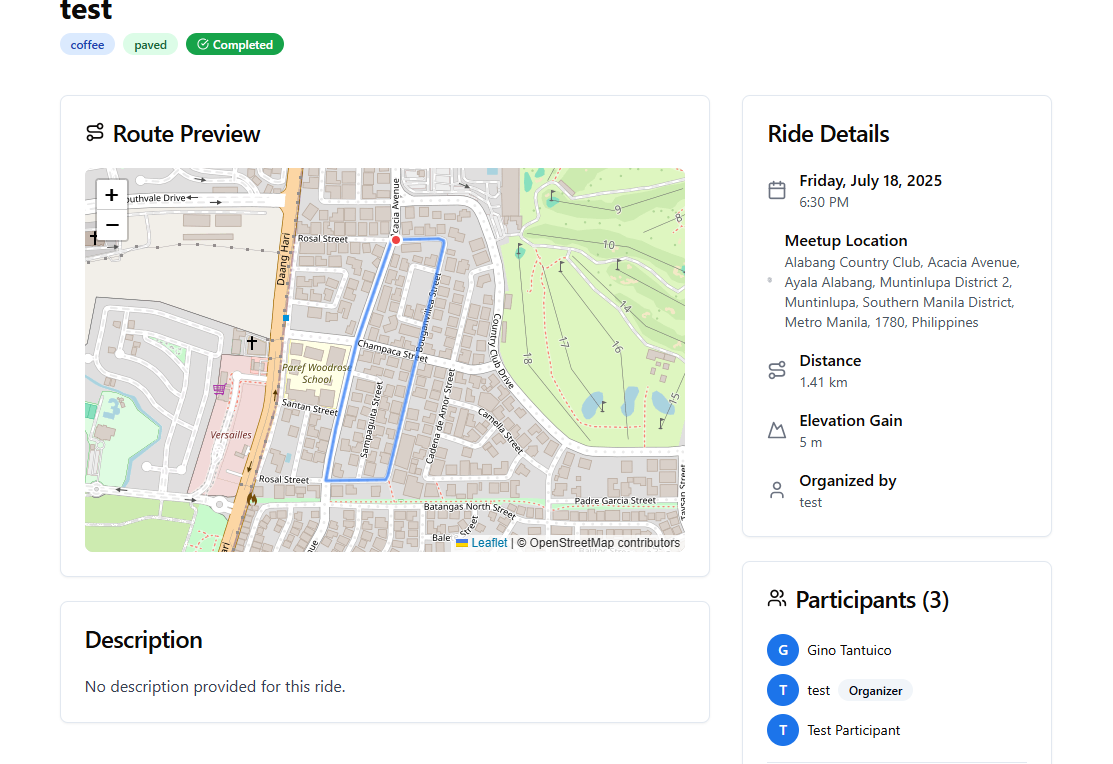 test
coffee
paved
Completed
Route Preview
+
−
Southvale Drive
Rosal Street
Acacia Avenue
Daang Hari
9
8
10
14
Bouganvillea Street
Country Club Drive
Champaca Street
18
17
16
15
Paref Woodrose
School
Santan Street
Sampaguita Street
Cadena de Amor Street
Camella Street
Versailles
Rosal Street
Padre Garcia Street
Batangas North Street
Taysan Street
Leaflet | © OpenStreetMap contributors
Description
No description provided for this ride.
Ride Details
Friday, July 18, 2025
6:30 PM
Meetup Location
Alabang Country Club, Acacia Avenue,
Ayala Alabang, Muntinlupa District 2,
Muntinlupa, Southern Manila District,
Metro Manila, 1780, Philippines
Distance
1.41 km
Elevation Gain
5 m
Organized by
test
Participants (3)
G
Gino Tantuico
T
test
Organizer
T
Test Participant